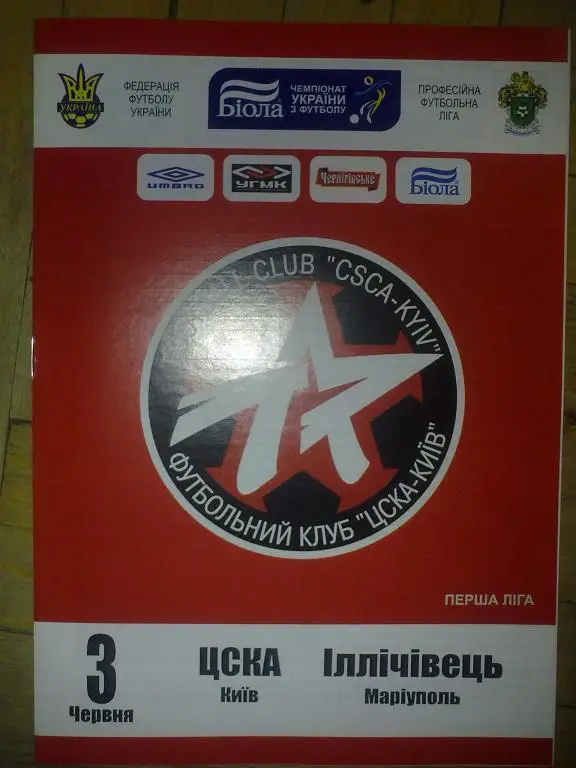 ФЕДЕРАЦІЯ
ФУТБОЛУ
УКРАЇНИ
УКРАЇНА
Біола
ЧЕМПІОНАТ
УКРАЇНИ
З ФУТБОЛУ
ПРОФЕСІЙНА
ФУТБОЛЬНА
ЛІГА
UMBRO
УГМК
Чернігівське
Біола
CLUB "CSCA-KYIV"
ФУТБОЛЬНИЙ КЛУБ "ЦСКА-КИЇВ"
ПЕРША ЛІГА
3
Червня
ЦСКА
Київ
Іллічівець
Маріуполь